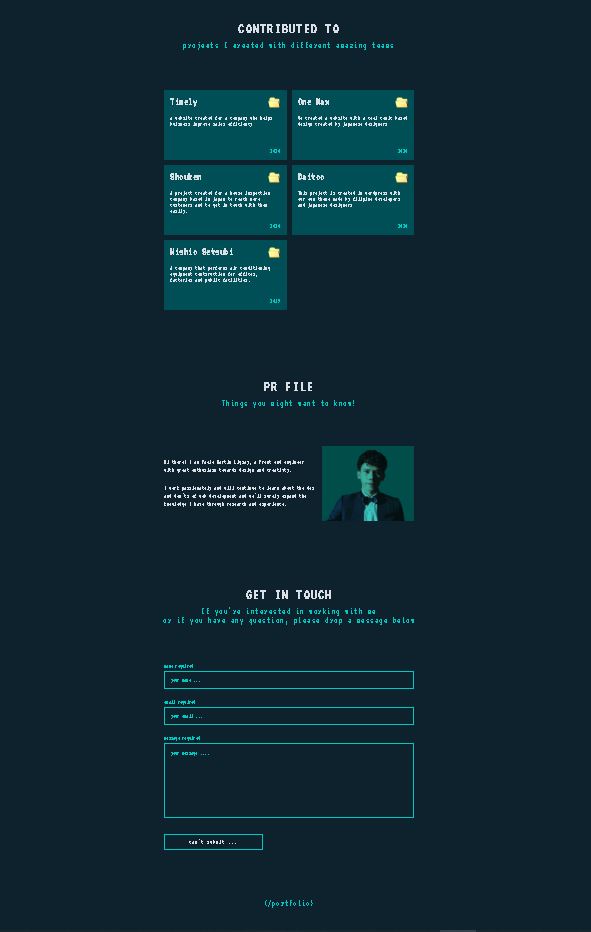 CONTRIBUTED TO
projects I created with different amazing teams
Timely
A website created for a company who helps
business improve sales efficienty
One Max
We created a website with a cool comic based
design created by japanese designers
Shouken
A project created for a house inspection
company based in japan to reach more
customers and to get in touch with them
easily.
Daitoo
This project is created in wordpress with
our own theme made by filipino developers
and japanese designers
Nishio Setsubi
A company that performs air conditioning
equipment construction for offices,
factories and public facilities.
2019
PR FILE
Things you might want to know!
Hi there! I am Paolo Martin
, a front end engineer
with great enthusiasm towards design and creativity.
I work passionately and will continue to learn about the dos
and don'ts of web development and we'll surely expand the
knowledge I have through research and experience.
GET IN TOUCH
If you're interested in working with me
or if you have any question, please drop a message below
name required
your name ...
email required
your email ...
message required
your message ....
can't submit ...
{/portfolio}